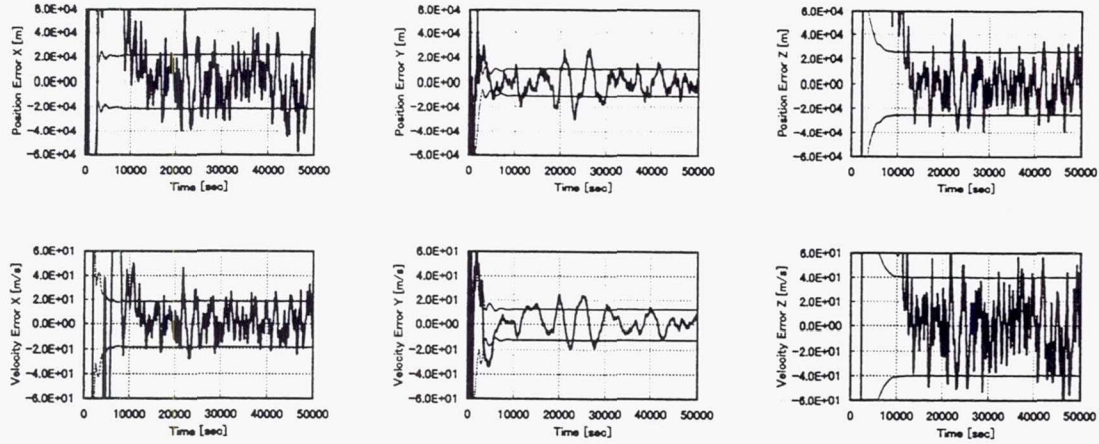 6.0E+04
4.0E+04
2.0E+04
0.00E+00
-2.0E+04
-4.0E+04
-6.0E+04
Position Error X [m]
0 10000 20000 30000 40000 50000
Time [sec]
6.0E+04
4.0E+04
2.0E+04
0.00E+00
-2.0E+04
-4.0E+04
-6.0E+04
Position Error Y [m]
0 10000 20000 30000 40000 50000
Time [sec]
6.0E+04
4.0E+04
2.0E+04
0.00E+00
-2.0E+04
-4.0E+04
-6.0E+04
Position Error Z [m]
0 10000 20000 30000 40000 50000
Time [sec]
6.0E+01
4.0E+01
2.0E+01
0.0E+00
-2.0E+01
-4.0E+01
-6.0E+01
Velocity Error X [m/s]
0 10000 20000 30000 40000 50000
Time [sec]
6.0E+01
4.0E+01
2.0E+01
0.0E+00
-2.0E+01
-4.0E+01
-6.0E+01
Velocity Error Y [m/s]
0 10000 20000 30000 40000 50000
Time [sec]
6.0E+01
4.0E+01
2.0E+01
0.0E+00
-2.0E+01
-4.0E+01
-6.0E+01
Velocity Error Z [m/s]
0 10000 20000 30000 40000 50000
Time [sec]